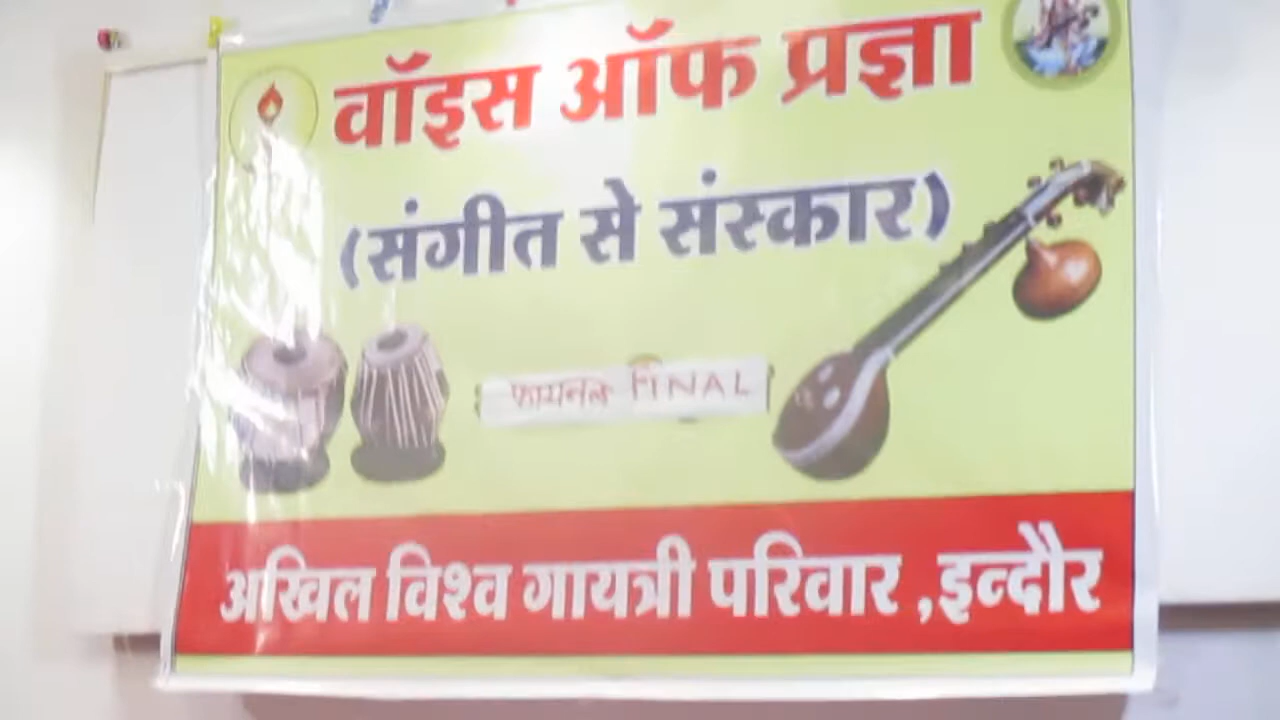 वॉइस ऑफ प्रज्ञा
(संगीत से संस्कार)
फायनल FINAL
अखिल विश्व गायत्री परिवार ,इन्दौर